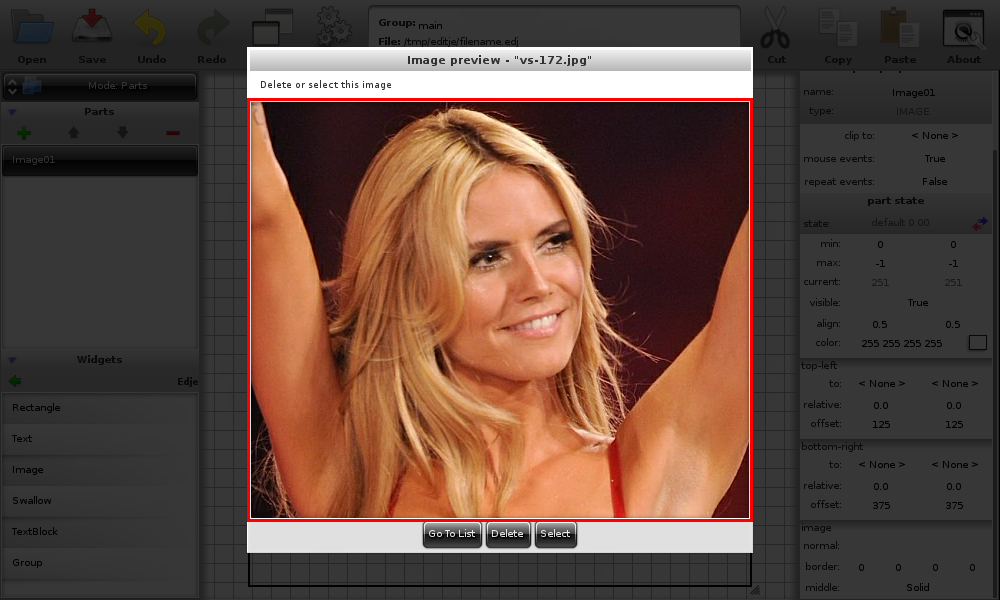 Open Save Undo Redo
Group: main
File: /tmp/editje/filename.edj
Cut Copy Paste About
Mode: Parts
Parts
Image01
Widgets
Edje
Rectangle
Text
Image
Swallow
TextBlock
Group
Image preview - "vs-172.jpg"
Delete or select this image
Go To List Delete Select
name: Image01
type: IMAGE
clip to: < None >
mouse events: True
repeat events: False
part state
state: default 0.00
min: 0 0
max: -1 -1
current: 251 251
visible: True
align: 0.5 0.5
color: 255 255 255 255
top-left
to: < None > < None >
relative: 0.0 0.0
offset: 125 125
bottom-right
to: < None > < None >
relative: 0.0 0.0
offset: 375 375
image
normal:
border: 0 0 0 0
middle: Solid